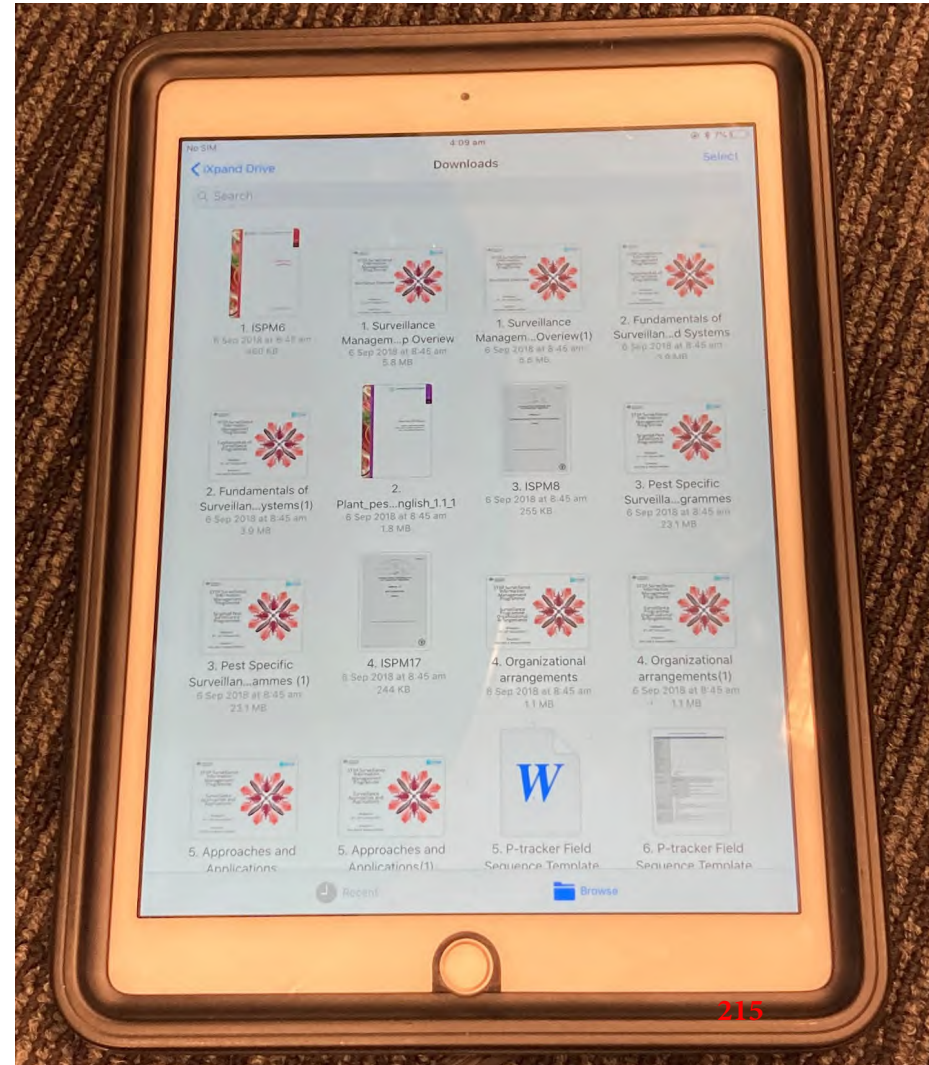 No SIM
4:09 am
7%
iXpand Drive
Downloads
Select
Search
1. ISPM6
6 Sep 2018 at 8:45 am
1. Surveillance
Managem...p Overiew
6 Sep 2018 at 8:45 am
5.8 MB
1. Surveillance
Managem...Overiew(1)
6 Sep 2018 at 8:45 am
2. Fundamentals of
Surveillan...d Systems
6 Sep 2018 at 8:45 am
3.9 MB
2. Fundamentals of
Surveillan...ystems(1)
6 Sep 2018 at 8:45 am
3.9 MB
2.
Plant_pes...nglish_1.1_1
6 Sep 2018 at 8:45 am
1.8 MB
3. ISPM8
6 Sep 2018 at 8:45 am
255 KB
3. Pest Specific
Surveilla...grammes
6 Sep 2018 at 8:45 am
23.1 MB
3. Pest Specific
Surveillan...ammes (1)
6 Sep 2018 at 8:45 am
23.1 MB
4. ISPM17
6 Sep 2018 at 8:45 am
244 KB
4. Organizational
arrangements
6 Sep 2018 at 8:45 am
1.1 MB
4. Organizational
arrangements(1)
6 Sep 2018 at 8:45 am
1.1 MB
W
5. Approaches and
Applications
5. Approaches and
Applications(1)
5. P-tracker Field
Sequence Template
6. P-tracker Field
Sequence Template
Recent
Browse
215